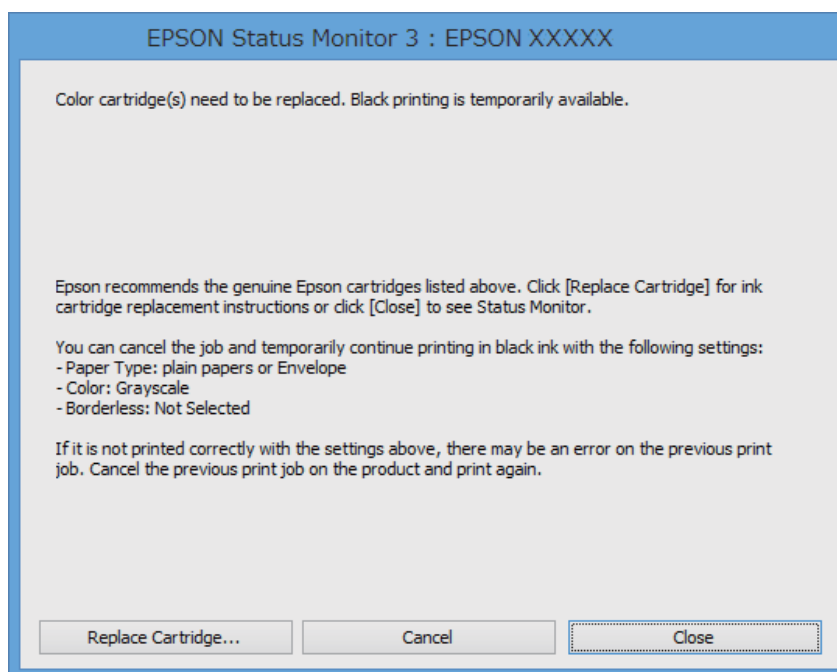 EPSON Status Monitor 3 : EPSON XXXXX
Color cartridge(s) need to be replaced. Black printing is temporarily available.
Epson recommends the genuine Epson cartridges listed above. Click [Replace Cartridge] for ink
cartridge replacement instructions or click [Close] to see Status Monitor.
You can cancel the job and temporarily continue printing in black ink with the following settings:
- Paper Type: plain papers or Envelope
- Color: Grayscale
- Borderless: Not Selected
If it is not printed correctly with the settings above, there may be an error on the previous print
job. Cancel the previous print job on the product and print again.
Replace Cartridge... Cancel Close